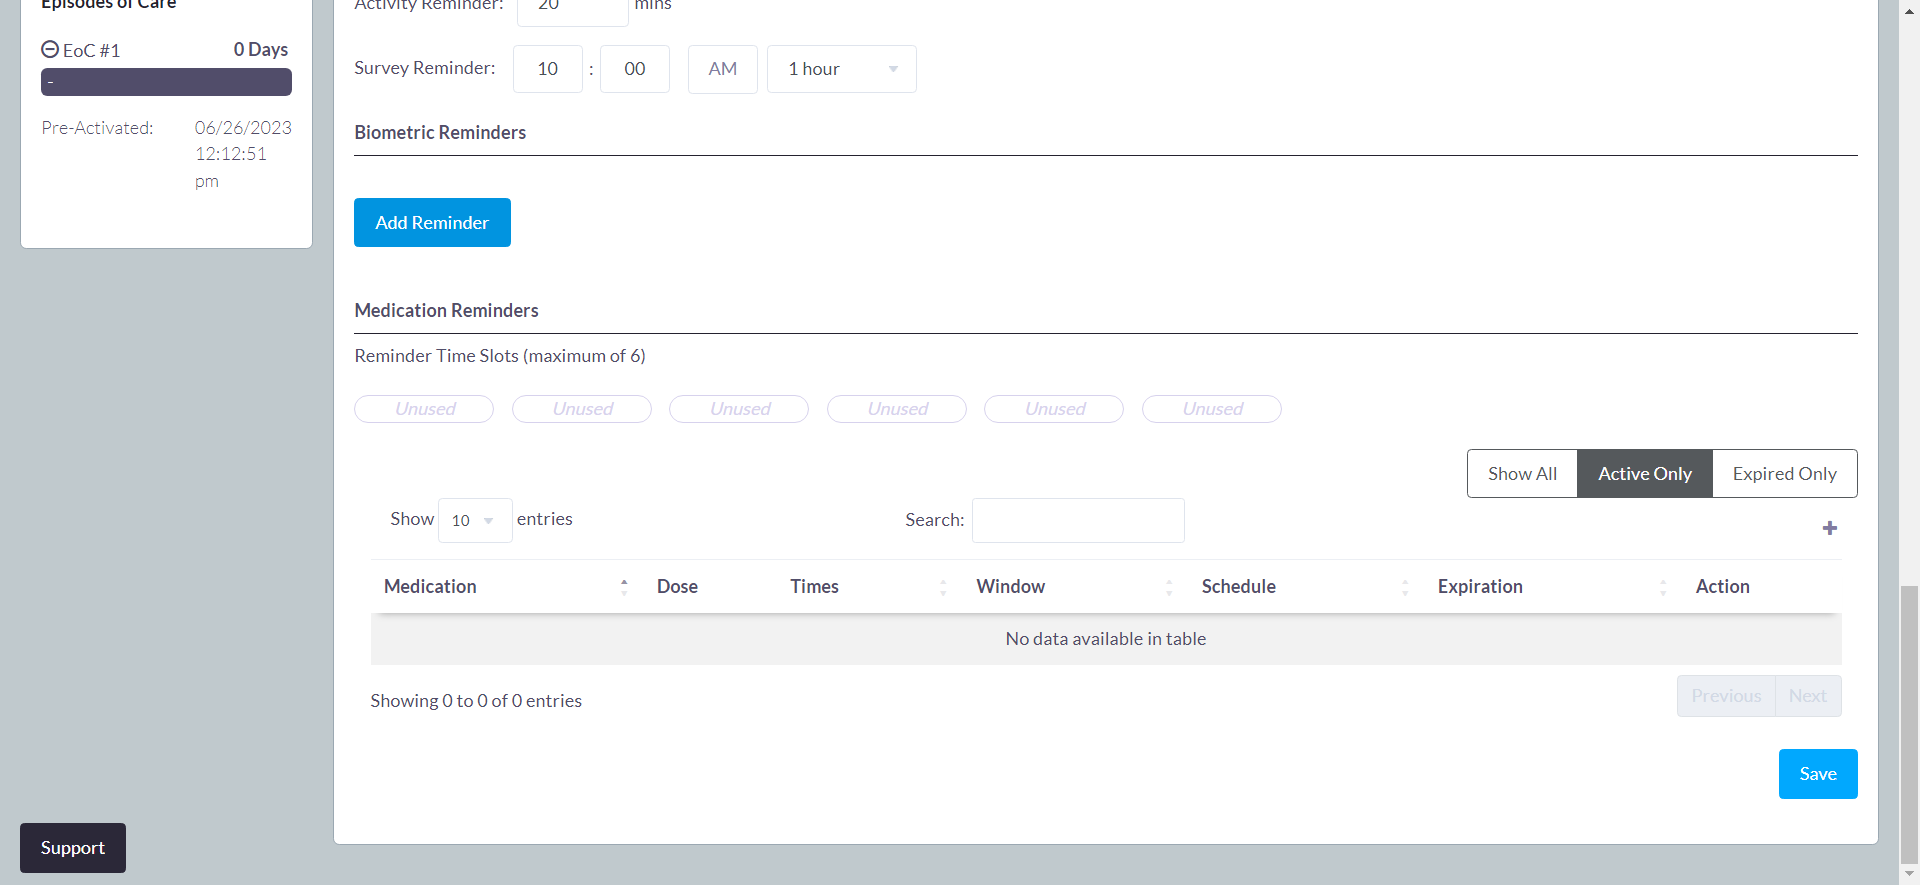 Episodes of Care
EoC #1 0 Days
-
Pre-Activated: 06/26/2023
12:12:51
pm
Support
Activity Reminder: 20 mins
Survey Reminder: 10 : 00 AM 1 hour
Biometric Reminders
Add Reminder
Medication Reminders
Reminder Time Slots (maximum of 6)
Unused Unused Unused Unused Unused Unused
Show All Active Only Expired Only
Show 10 entries Search:
Medication Dose Times Window Schedule Expiration Action
No data available in table
Showing 0 to 0 of 0 entries Previous Next
Save